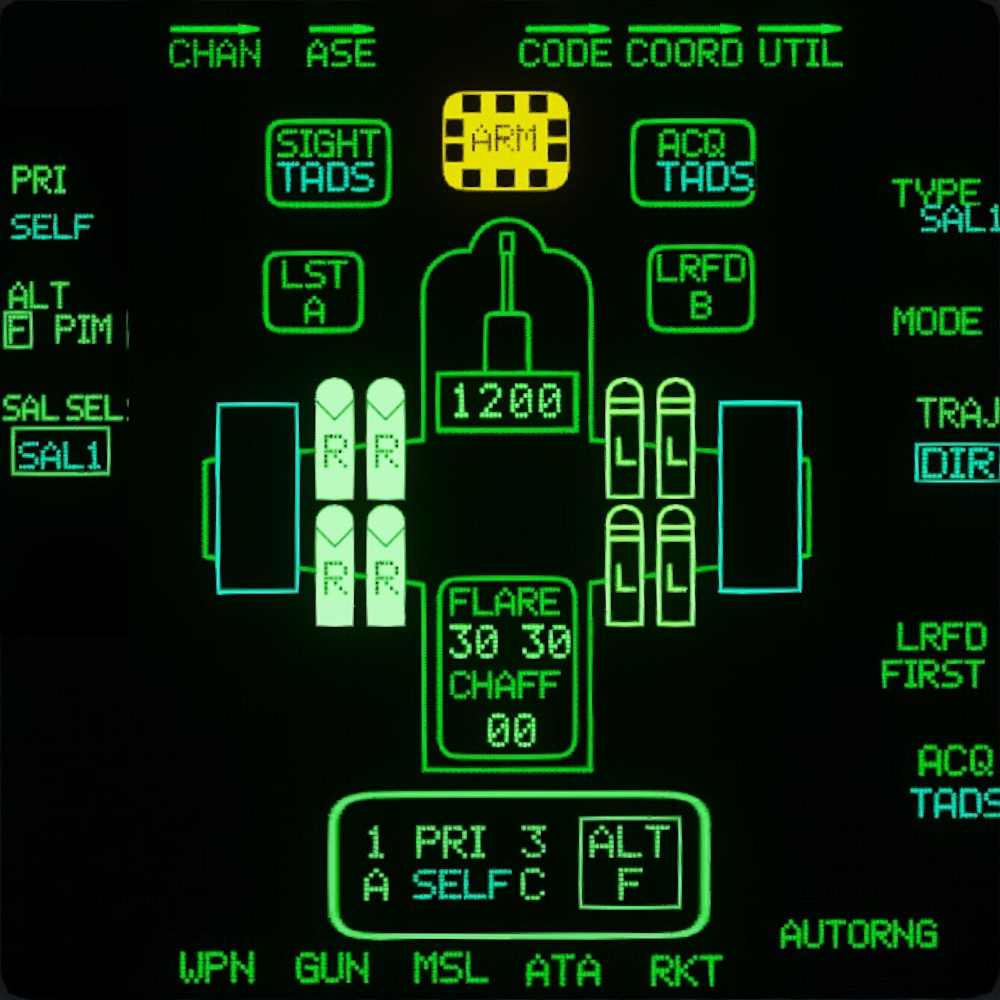 CHAN ASE CODE COORD UTIL
ARM
SIGHT
TADS
ACQ
TADS
PRI
SELF
TYPE
SAL1
LST
A
LRFD
B
ALT
F PIM
MODE
1200
SAL SEL
SAL1
TRAJ
DIR
R R L L
R R L L
FLARE
30 30
CHAFF
00
LRFD
FIRST
ACQ
TADS
1 PRI 3 ALT
A SELF C F
AUTORNG
WPN GUN MSL ATA RKT